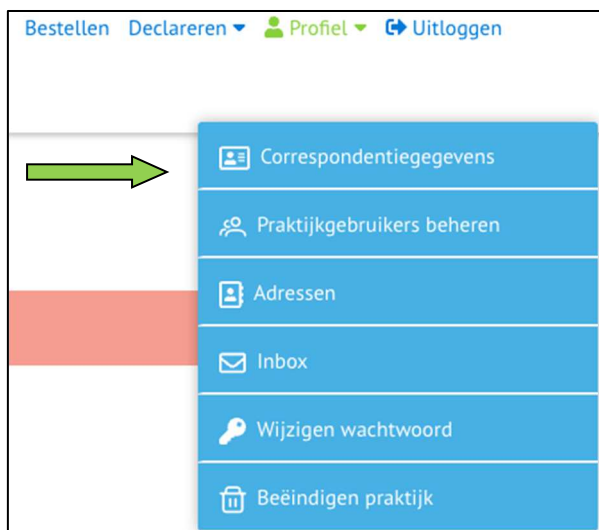 Bestellen Declareren Profiel Uitloggen
Correspondentiegegevens
Praktijkgebruikers beheren
Adressen
Inbox
Wijzigen wachtwoord
Beëindigen praktijk